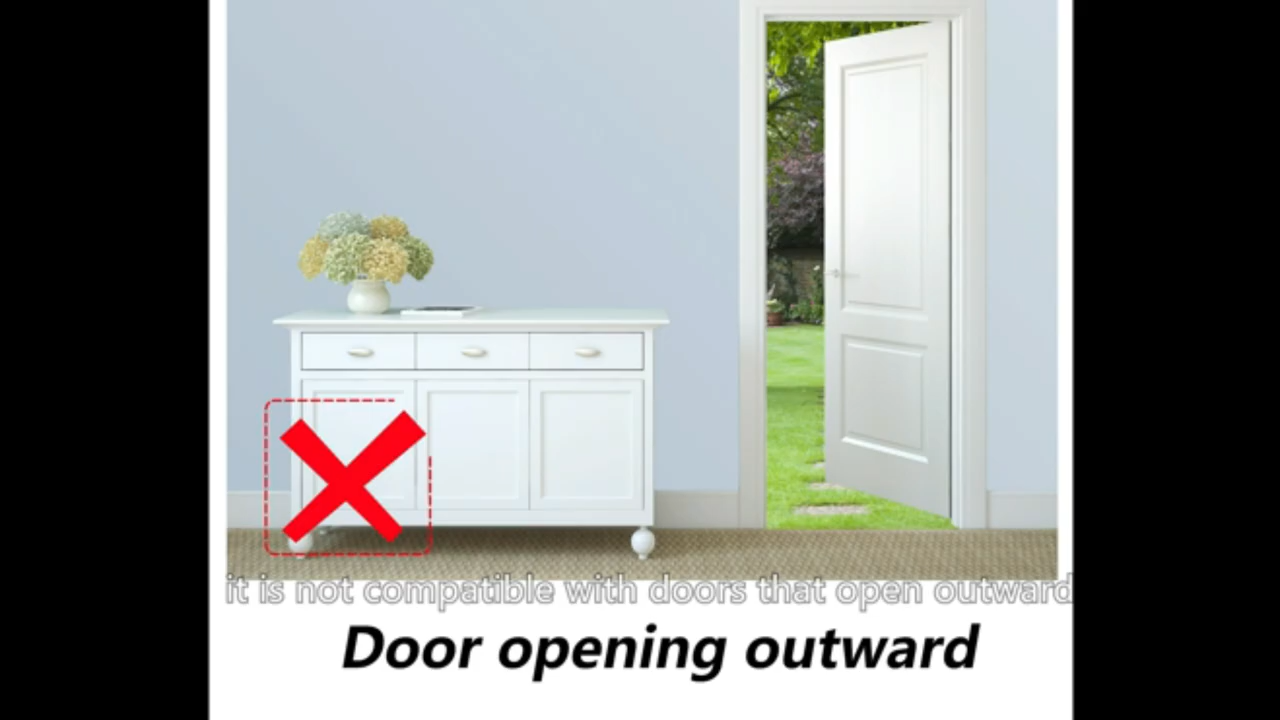 it is not compatible with doors that open outward
Door opening outward